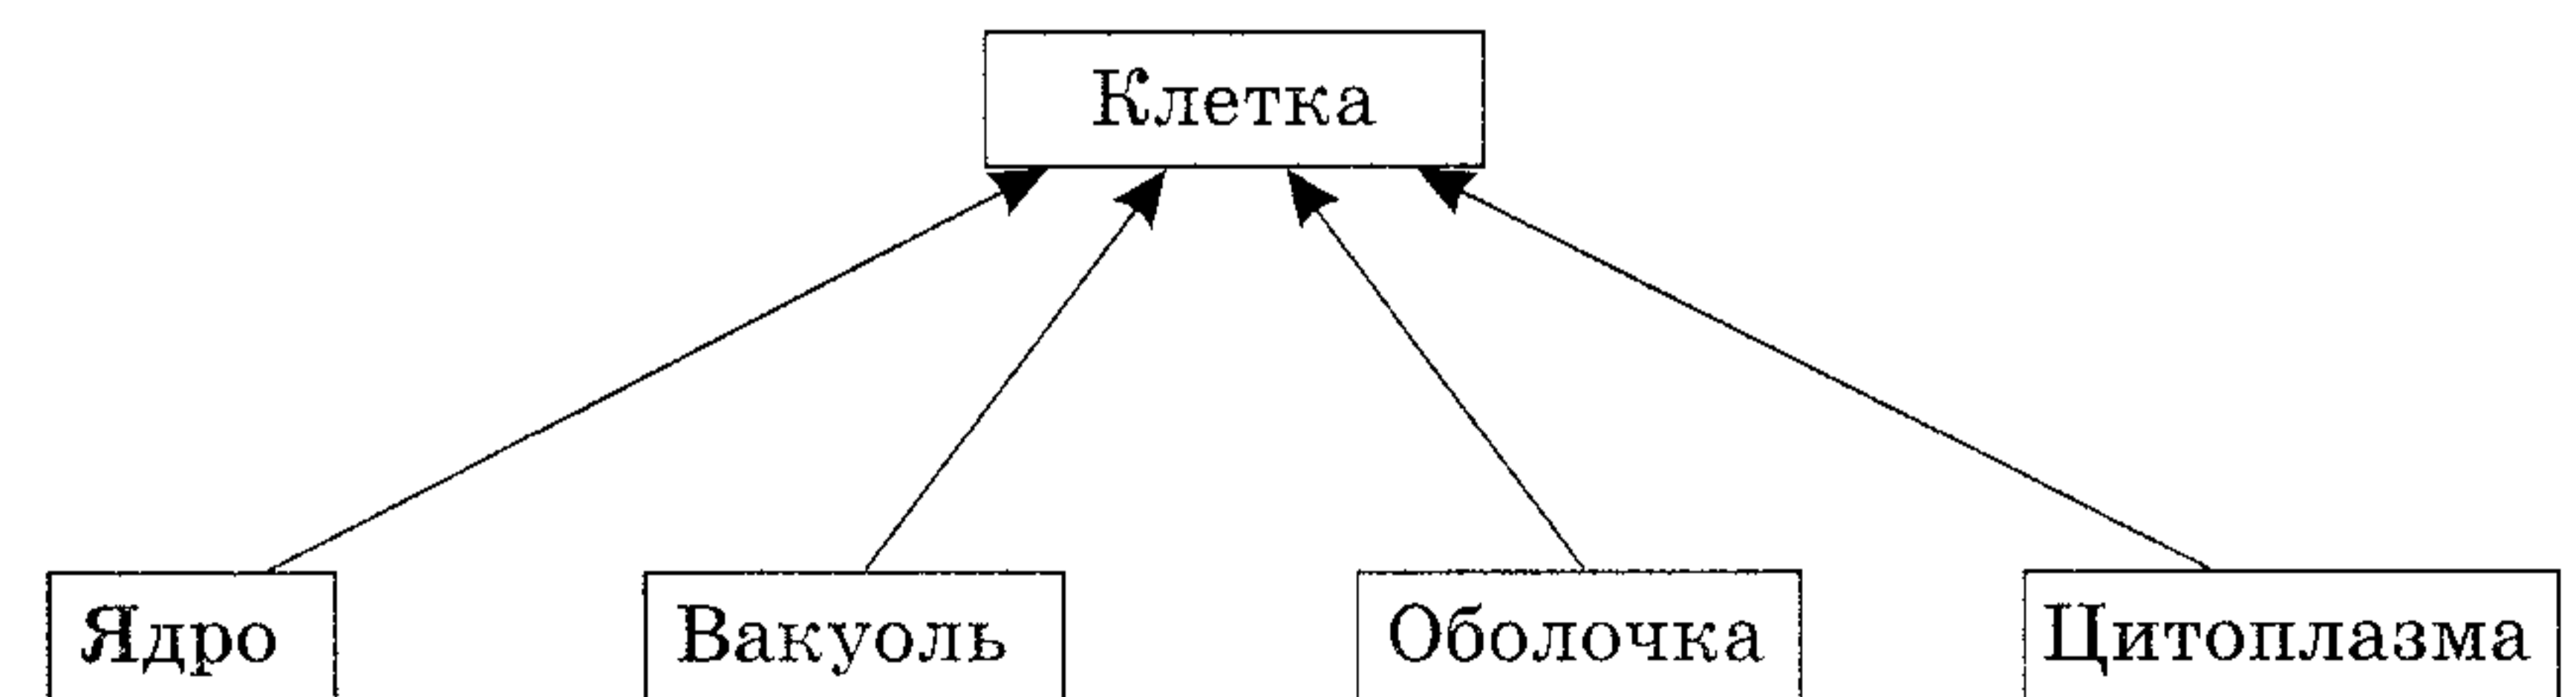 Клетка
Ядро
Вакуоль
Оболочка
Цитоплазма